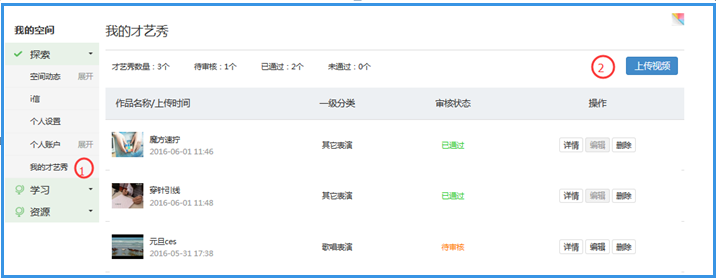 我的空间
探索
空间动态 展开
i信
个人设置
个人账户 展开
我的才艺秀 1
学习
资源
我的才艺秀
才艺秀数量：3个 待审核：1个 已通过：2个 未通过：0个 2 上传视频
作品名称/上传时间 一级分类 审核状态 操作
魔方速拧
2016-06-01 11:46
其它表演 已通过 详情 编辑 删除
穿针引线
2016-06-01 11:48
其它表演 已通过 详情 编辑 删除
元旦ces
2016-05-31 17:38
歌唱表演 待审核 详情 编辑 删除